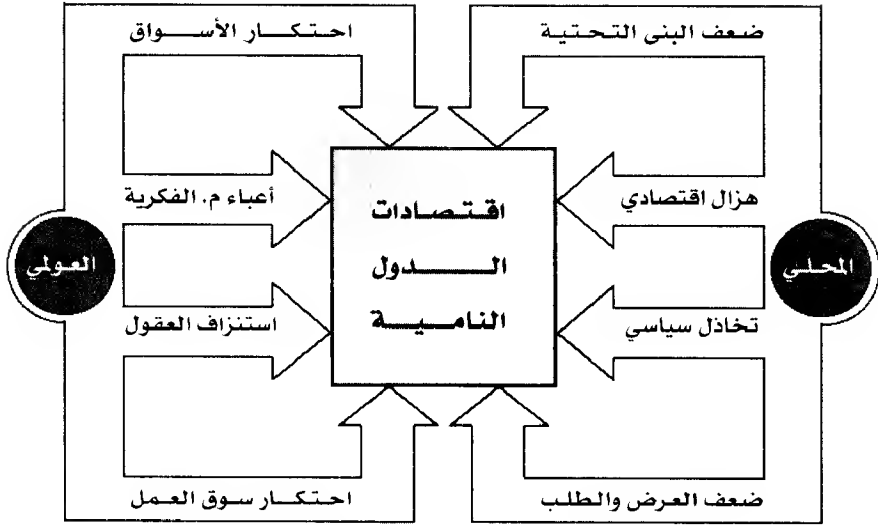 ضعف البنى التحتية
احتكار الأسواق
هزال اقتصادي
اقتصادات
الدول
النامية
أعباء م. الفكرية
المحلي
العولمي
تخاذل سياسي
استنزاف العقول
ضعف العرض والطلب
احتكار سوق العمل